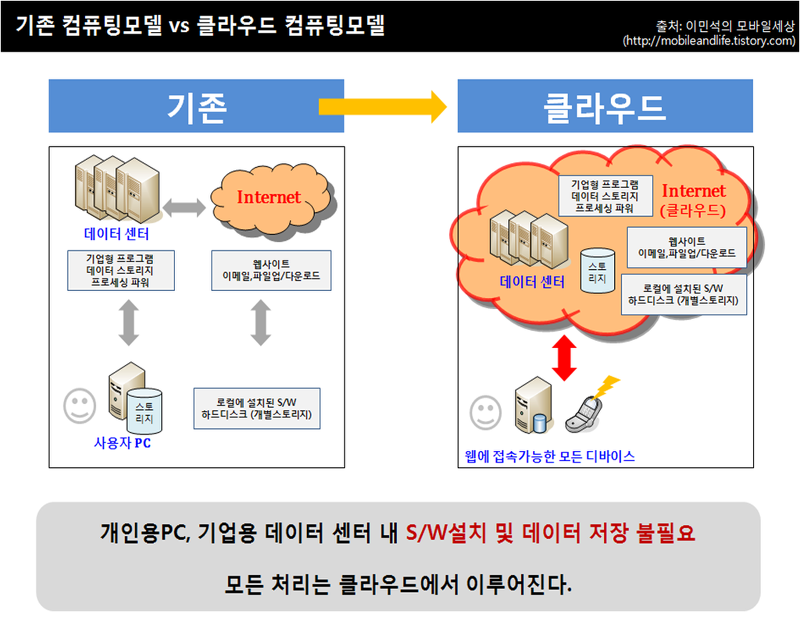 기존 컴퓨팅모델 vs 클라우드 컴퓨팅모델
출처: 이민석의 모바일세상
(http://mobileandlife.tistory.com)
기존
클라우드
Internet
데이터 센터
기업형 프로그램
데이터 스토리지
프로세싱 파워
웹사이트
이메일,파일업/다운로드
스토
리지
사용자 PC
로컬에 설치된 S/W
하드디스크 (개별스토리지)
기업형 프로그램
데이터 스토리지
프로세싱 파워
Internet
(클라우드)
데이터 센터
스토
리지
웹사이트
이메일,파일업/다운로드
로컬에 설치된 S/W
하드디스크 (개별스토리지)
웹에 접속가능한 모든 디바이스
개인용PC, 기업용 데이터 센터 내 S/W설치 및 데이터 저장 불필요
모든 처리는 클라우드에서 이루어진다.